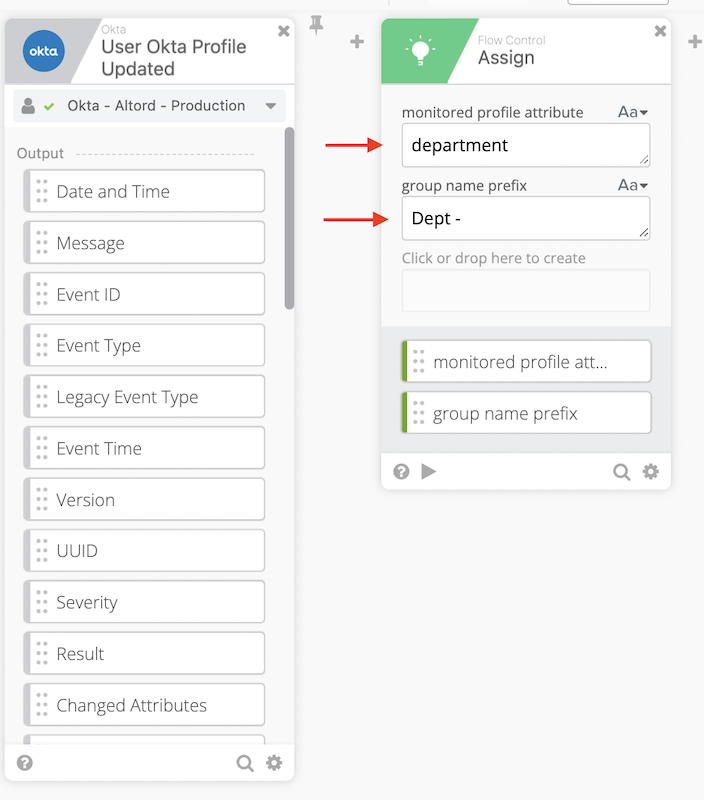 okta
Okta
User Okta Profile
Updated
Okta - Altord - Production
Output
Date and Time
Message
Event ID
Event Type
Legacy Event Type
Event Time
Version
UUID
Severity
Result
Changed Attributes
?
Flow Control
Assign
monitored profile attribute
Aa
department
group name prefix
Aa
Dept -
Click or drop here to create
monitored profile att...
group name prefix
?